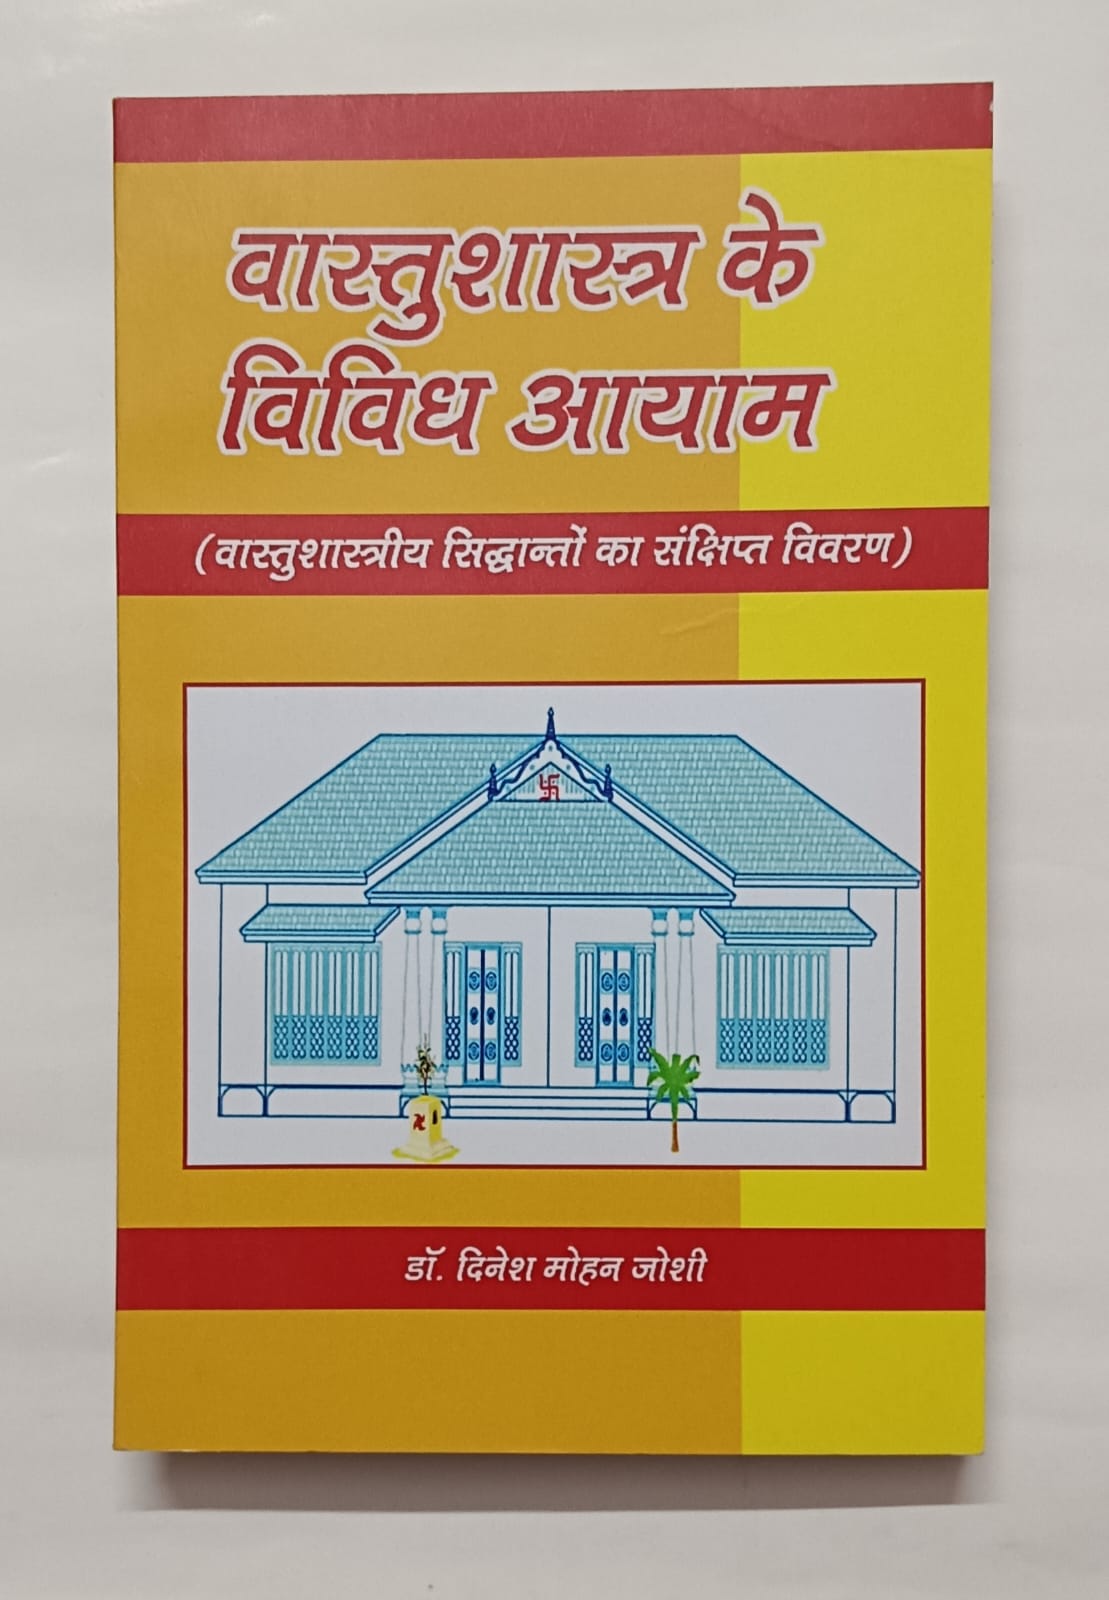 वास्तुशास्त्र के
विविध आयाम
(वास्तुशास्त्रीय सिद्धान्तों का संक्षिप्त विवरण)
डॉ. दिनेश मोहन जोशी